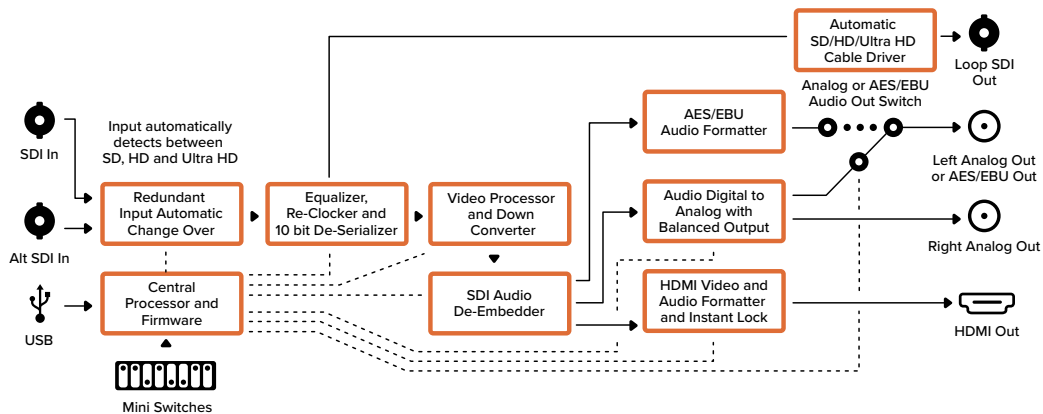 Automatic
SD/HD/Ultra HD
Cable Driver
Loop SDI
Out
Analog or AES/EBU
Audio Out Switch
AES/EBU
Audio Formatter
Left Analog Out
or AES/EBU Out
SDI In
Input automatically
detects between
SD, HD and Ultra HD
Redundant
Input Automatic
Change Over
Equalizer,
Re-Clocker and
10 bit De-Serializer
Video Processor
and Down
Converter
Audio Digital to
Analog with
Balanced Output
Right Analog Out
Alt SDI In
Central
Processor and
Firmware
SDI Audio
De-Embedder
HDMI Video and
Audio Formatter
and Instant Lock
HDMI Out
USB
Mini Switches